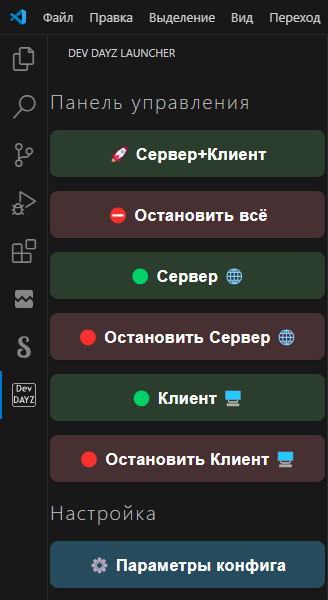 Файл Правка Выделение Вид Переход
DEV DAYZ LAUNCHER
Панель управления
🚀 Сервер+Клиент
⛔ Остановить всё
🟢 Сервер 🌐
🔴 Остановить Сервер 🌐
🟢 Клиент 🖥️
🔴 Остановить Клиент 🖥️
Dev
DAYZ
Настройка
⚙️ Параметры конфига